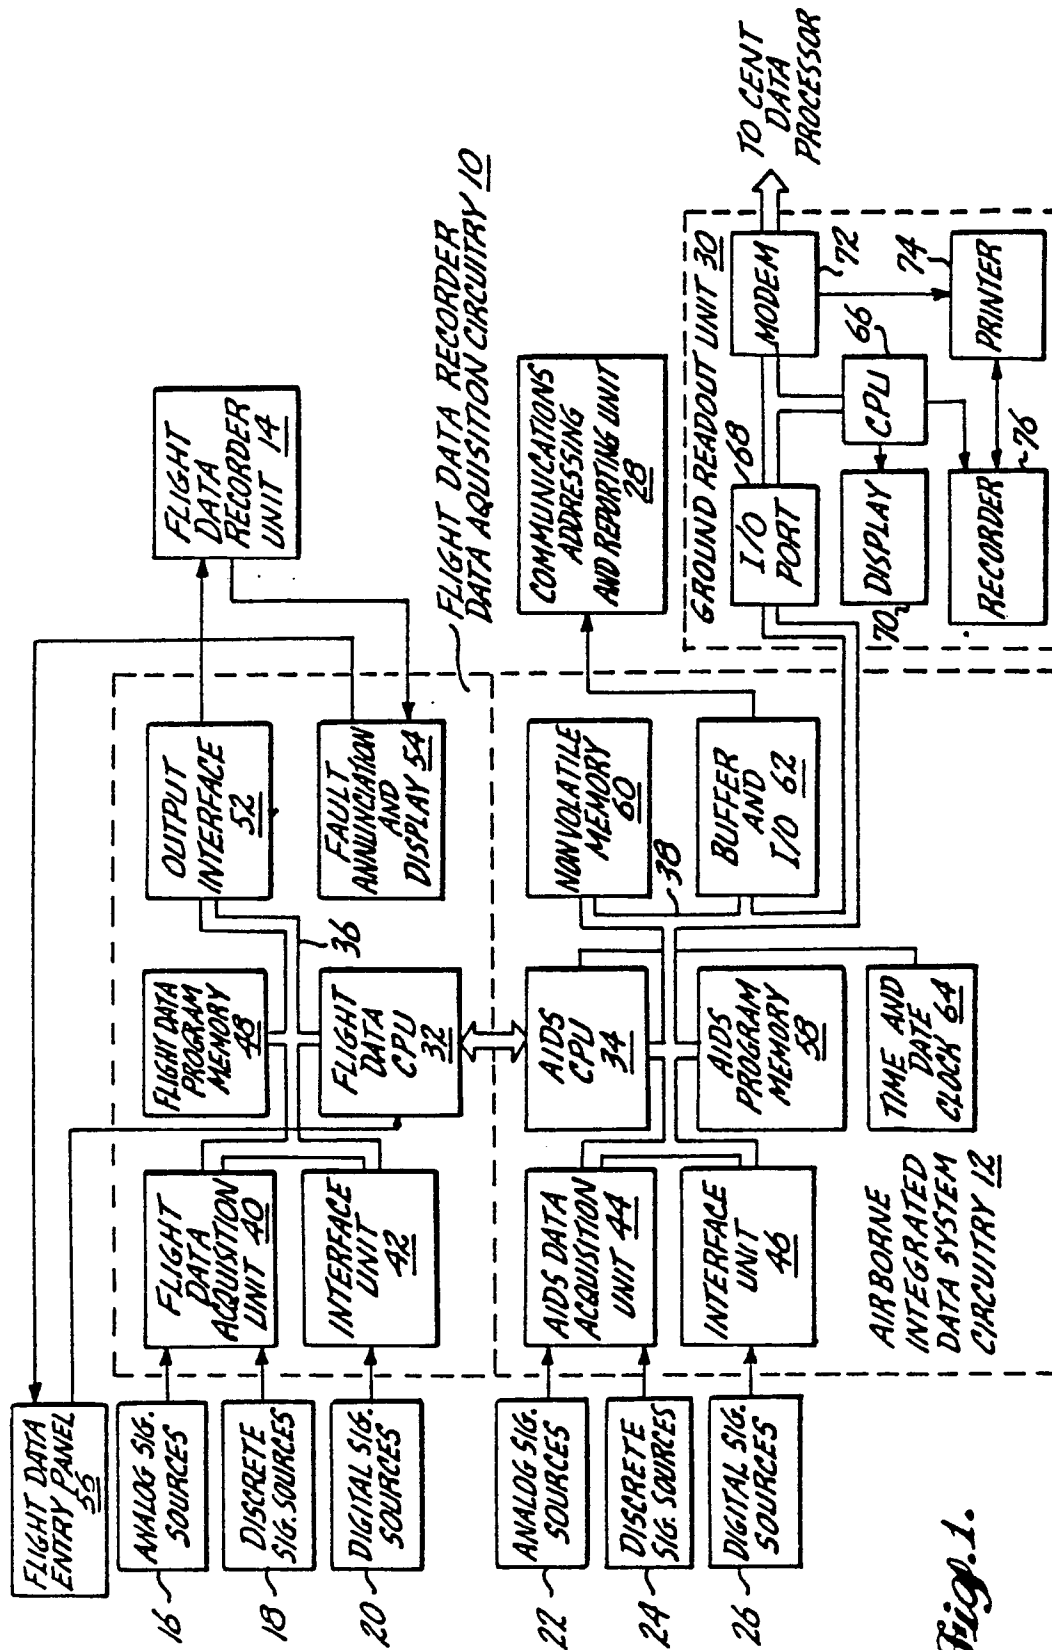 FLIGHT DATA
ENTRY PANEL
56
ANALOG SIG.
SOURCES
16
DISCRETE
SIG. SOURCES
18
DIGITAL SIG.
SOURCES
20
ANALOG SIG.
SOURCES
22
DISCRETE
SIG. SOURCES
24
DIGITAL SIG.
SOURCES
26
FLIGHT
DATA
ACQUISITION
UNIT 40
INTERFACE
UNIT
42
FLIGHT DATA
PROGRAM
MEMORY
48
FLIGHT
DATA
CPU
32
36
OUTPUT
INTERFACE
52
FAULT
ANNUNCIATION
AND
DISPLAY 54
FLIGHT
DATA
RECORDER
UNIT 14
FLIGHT DATA RECORDER
DATA AQUISITION CIRCUITRY 10
AIDS DATA
ACQUISITION
UNIT 44
INTERFACE
UNIT
46
AIDS
CPU
34
AIDS
PROGRAM
MEMORY
58
TIME AND
DATE
CLOCK 64
38
NONVOLATILE
MEMORY
60
BUFFER
AND
I/O 62
AIRBORNE
INTEGRATED
DATA SYSTEM
CIRCUITRY 12
COMMUNICATIONS
ADDRESSING
AND REPORTING UNIT
28
GROUND READOUT UNIT 30
I/O
PORT
68
MODEM
72
TO CENT
DATA
PROCESSOR
DISPLAY
70
CPU
66
RECORDER
76
PRINTER
74
Fig. 1.